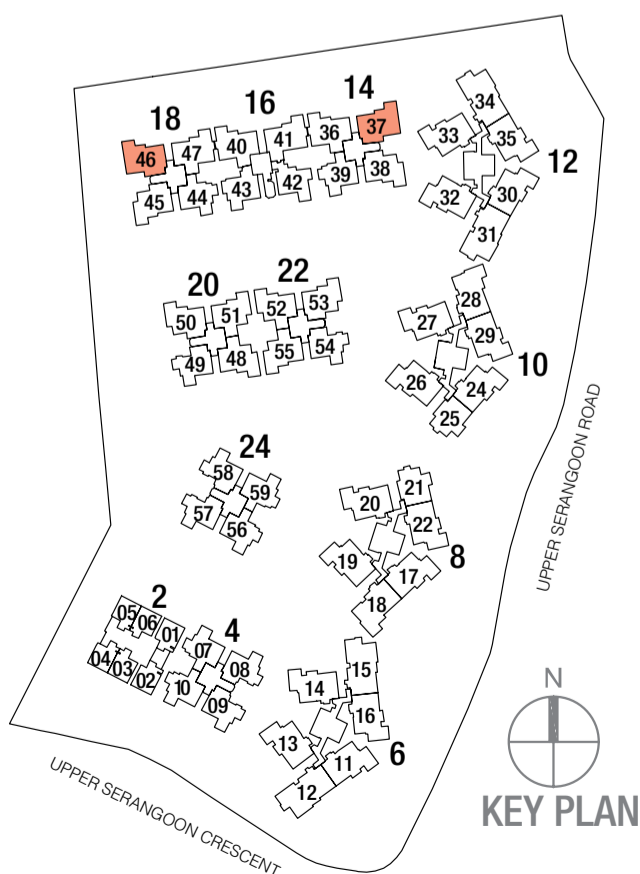 18 16 14
46 47 40 41 36 37
45 44 43 42 39 38
34
33 35
12
32 30
31
20 22
50 51 52 53
49 48 55 54
28
27 29
10
26 24
25
24
58 59
57 56
21
20 22
8
19 17
18
2
05 06 01
04 03 02
4
07 08
10 09
15
14 16
6
13 11
12
UPPER SERANGOON ROAD
UPPER SERANGOON CRESCENT
N
KEY PLAN